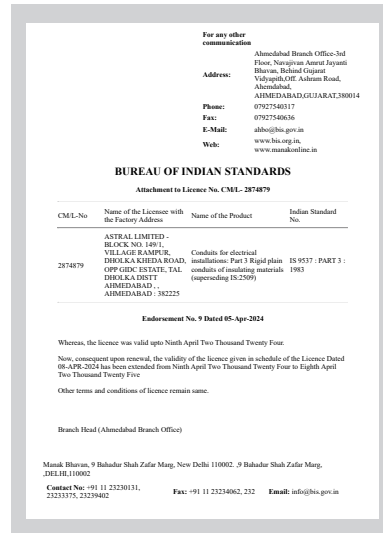 For any other
communication
Ahmedabad Branch Office-3rd
Floor, Navajivan Amrut Jayanti
Bhavan, Behind Gujarat
Address: Vidyapith,Off. Ashram Road,
Ahemdabad,
AHMEDABAD,GUJARAT,380014
Phone: 07927540317
Fax: 07927540636
E-Mail: ahbo@bis.gov.in
Web: www.bis.org.in,
www.manakonline.in
BUREAU OF INDIAN STANDARDS
Attachment to Licence No. CM/L- 2874879
CM/L-No Name of the Licensee with Name of the Product Indian Standard
the Factory Address No.
ASTRAL LIMITED -
BLOCK NO. 149/1,
VILLAGE RAMPUR, Conduits for electrical
DHOLKA KHEDA ROAD, installations: Part 3 Rigid plain IS 9537 : PART 3 :
2874879 OPP GIDC ESTATE, TAL conduits of insulating materials 1983
DHOLKA DISTT (superseding IS:2509)
AHMEDABAD , ,
AHMEDABAD : 382225
Endorsement No. 9 Dated 05-Apr-2024
Whereas, the licence was valid upto Ninth April Two Thousand Twenty Four.
Now, consequent upon renewal, the validity of the licence given in schedule of the Licence Dated
08-APR-2024 has been extended from Ninth April Two Thousand Twenty Four to Eighth April
Two Thousand Twenty Five
Other terms and conditions of licence remain same.
Branch Head (Ahmedabad Branch Office)
Manak Bhavan, 9 Bahadur Shah Zafar Marg, New Delhi 110002. ,9 Bahadur Shah Zafar Marg,
,DELHI,110002
Contact No: +91 11 23230131,
23233375, 23239402 Fax: +91 11 23234062, 232 Email: info@bis.gov.in